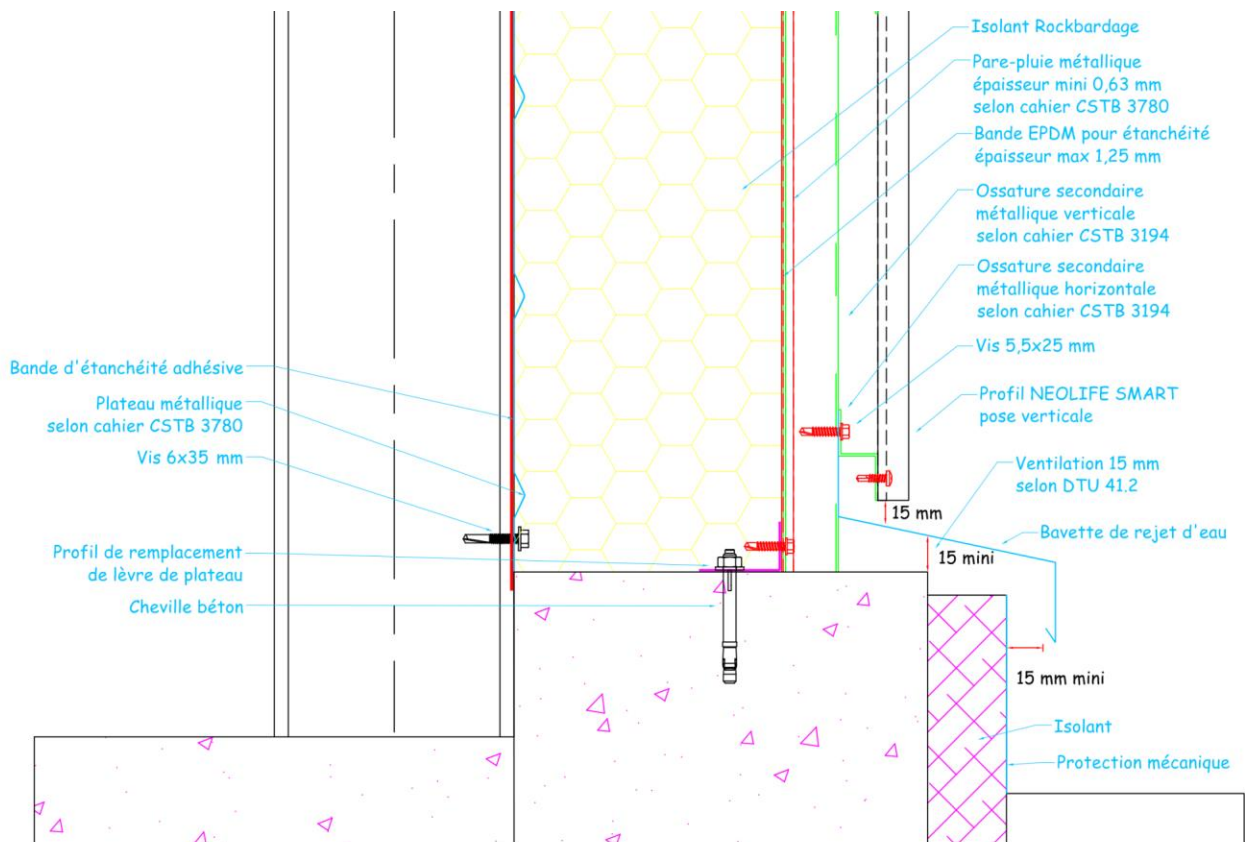 Isolant Rockbardage
Pare-pluie métallique
épaisseur mini 0,63 mm
selon cahier CSTB 3780
Bande EPDM pour étanchéité
épaisseur max 1,25 mm
Ossature secondaire
métallique verticale
selon cahier CSTB 3194
Ossature secondaire
métallique horizontale
selon cahier CSTB 3194
Vis 5,5x25 mm
Profil NEOLIFE SMART
pose verticale
Ventilation 15 mm
selon DTU 41.2
15 mm
Bavette de rejet d'eau
15 mini
15 mm mini
Isolant
Protection mécanique
Bande d'étanchéité adhésive
Plateau métallique
selon cahier CSTB 3780
Vis 6x35 mm
Profil de remplacement
de lèvre de plateau
Cheville béton